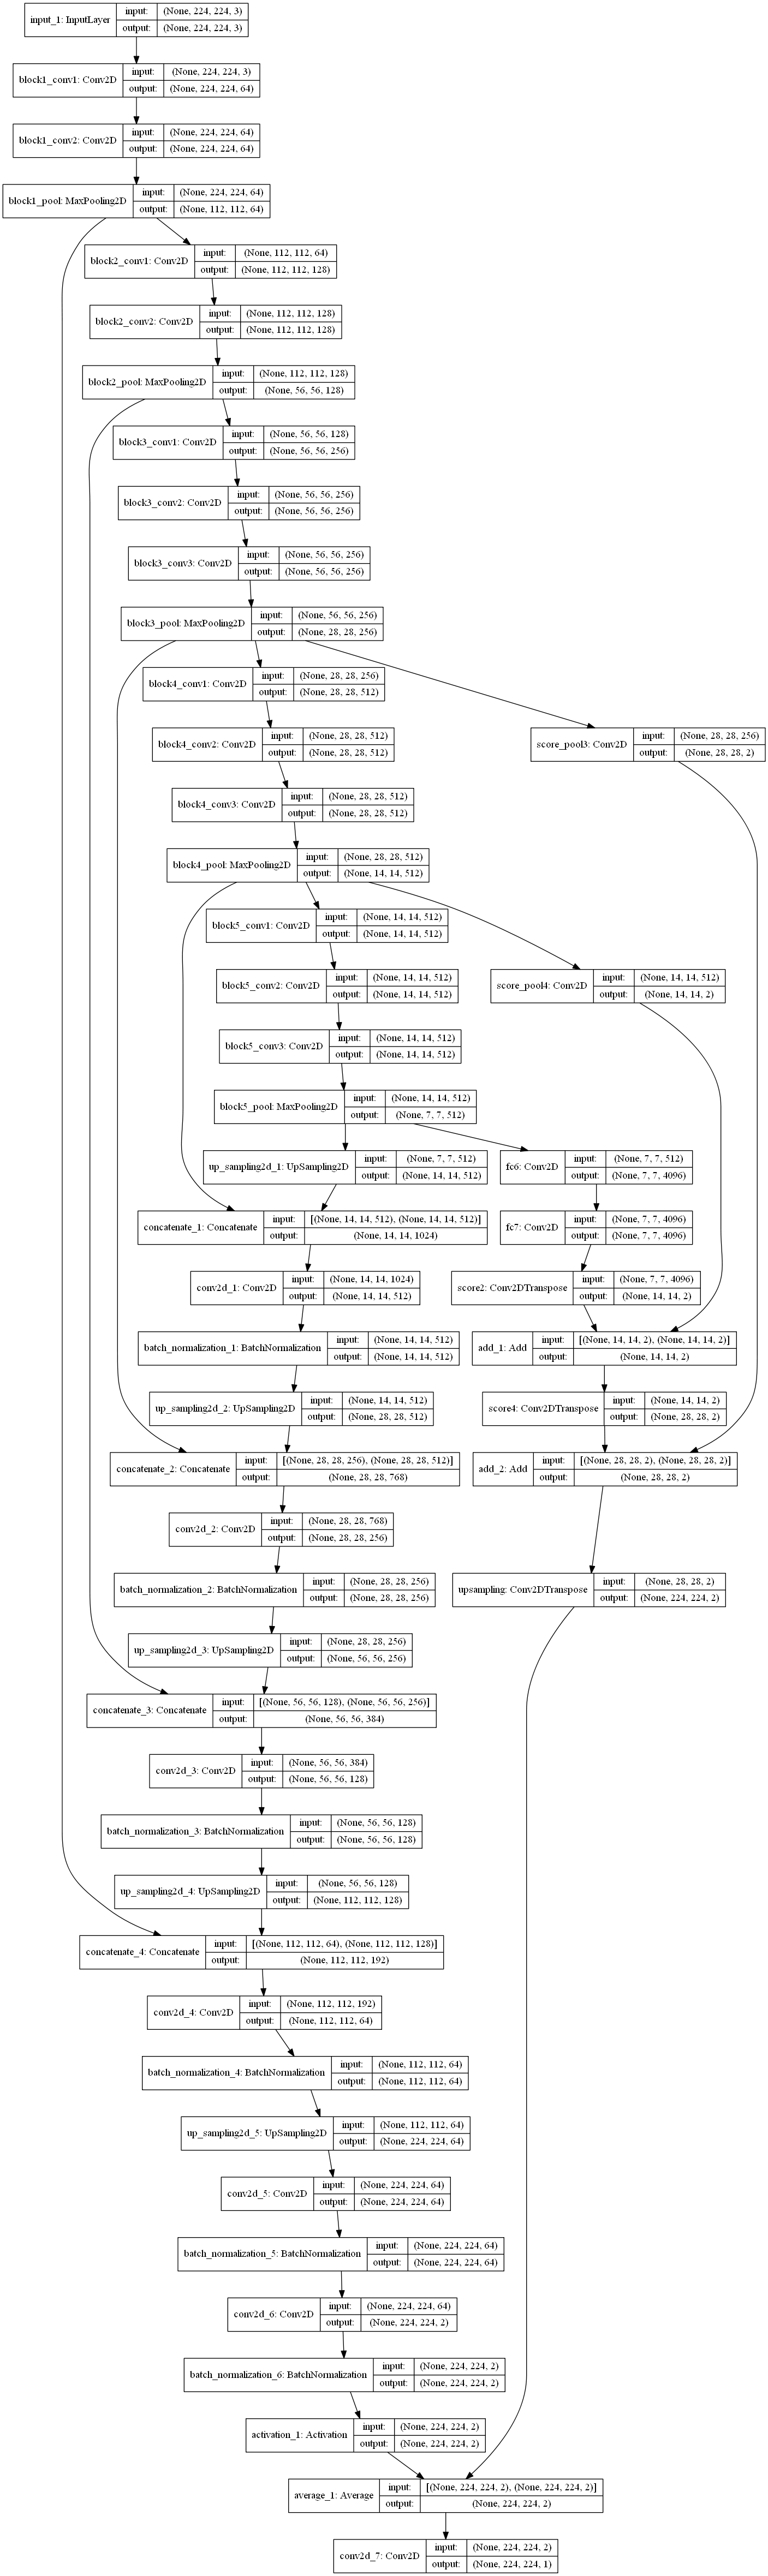 input_1: InputLayer
input: (None, 224, 224, 3)
output: (None, 224, 224, 3)
block1_conv1: Conv2D
input: (None, 224, 224, 3)
output: (None, 224, 224, 64)
block1_conv2: Conv2D
input: (None, 224, 224, 64)
output: (None, 224, 224, 64)
block1_pool: MaxPooling2D
input: (None, 224, 224, 64)
output: (None, 112, 112, 64)
block2_conv1: Conv2D
input: (None, 112, 112, 64)
output: (None, 112, 112, 128)
block2_conv2: Conv2D
input: (None, 112, 112, 128)
output: (None, 112, 112, 128)
block2_pool: MaxPooling2D
input: (None, 112, 112, 128)
output: (None, 56, 56, 128)
block3_conv1: Conv2D
input: (None, 56, 56, 128)
output: (None, 56, 56, 256)
block3_conv2: Conv2D
input: (None, 56, 56, 256)
output: (None, 56, 56, 256)
block3_conv3: Conv2D
input: (None, 56, 56, 256)
output: (None, 56, 56, 256)
block3_pool: MaxPooling2D
input: (None, 56, 56, 256)
output: (None, 28, 28, 256)
block4_conv1: Conv2D
input: (None, 28, 28, 256)
output: (None, 28, 28, 512)
block4_conv2: Conv2D
input: (None, 28, 28, 512)
output: (None, 28, 28, 512)
score_pool3: Conv2D
input: (None, 28, 28, 256)
output: (None, 28, 28, 2)
block4_conv3: Conv2D
input: (None, 28, 28, 512)
output: (None, 28, 28, 512)
block4_pool: MaxPooling2D
input: (None, 28, 28, 512)
output: (None, 14, 14, 512)
block5_conv1: Conv2D
input: (None, 14, 14, 512)
output: (None, 14, 14, 512)
block5_conv2: Conv2D
input: (None, 14, 14, 512)
output: (None, 14, 14, 512)
score_pool4: Conv2D
input: (None, 14, 14, 512)
output: (None, 14, 14, 2)
block5_conv3: Conv2D
input: (None, 14, 14, 512)
output: (None, 14, 14, 512)
block5_pool: MaxPooling2D
input: (None, 14, 14, 512)
output: (None, 7, 7, 512)
up_sampling2d_1: UpSampling2D
input: (None, 7, 7, 512)
output: (None, 14, 14, 512)
fc6: Conv2D
input: (None, 7, 7, 512)
output: (None, 7, 7, 4096)
concatenate_1: Concatenate
input: [(None, 14, 14, 512), (None, 14, 14, 512)]
output: (None, 14, 14, 1024)
fc7: Conv2D
input: (None, 7, 7, 4096)
output: (None, 7, 7, 4096)
conv2d_1: Conv2D
input: (None, 14, 14, 1024)
output: (None, 14, 14, 512)
score2: Conv2DTranspose
input: (None, 7, 7, 4096)
output: (None, 14, 14, 2)
batch_normalization_1: BatchNormalization
input: (None, 14, 14, 512)
output: (None, 14, 14, 512)
add_1: Add
input: [(None, 14, 14, 2), (None, 14, 14, 2)]
output: (None, 14, 14, 2)
up_sampling2d_2: UpSampling2D
input: (None, 14, 14, 512)
output: (None, 28, 28, 512)
score4: Conv2DTranspose
input: (None, 14, 14, 2)
output: (None, 28, 28, 2)
concatenate_2: Concatenate
input: [(None, 28, 28, 256), (None, 28, 28, 512)]
output: (None, 28, 28, 768)
add_2: Add
input: [(None, 28, 28, 2), (None, 28, 28, 2)]
output: (None, 28, 28, 2)
conv2d_2: Conv2D
input: (None, 28, 28, 768)
output: (None, 28, 28, 256)
batch_normalization_2: BatchNormalization
input: (None, 28, 28, 256)
output: (None, 28, 28, 256)
upsampling: Conv2DTranspose
input: (None, 28, 28, 2)
output: (None, 224, 224, 2)
up_sampling2d_3: UpSampling2D
input: (None, 28, 28, 256)
output: (None, 56, 56, 256)
concatenate_3: Concatenate
input: [(None, 56, 56, 128), (None, 56, 56, 256)]
output: (None, 56, 56, 384)
conv2d_3: Conv2D
input: (None, 56, 56, 384)
output: (None, 56, 56, 128)
batch_normalization_3: BatchNormalization
input: (None, 56, 56, 128)
output: (None, 56, 56, 128)
up_sampling2d_4: UpSampling2D
input: (None, 56, 56, 128)
output: (None, 112, 112, 128)
concatenate_4: Concatenate
input: [(None, 112, 112, 64), (None, 112, 112, 128)]
output: (None, 112, 112, 192)
conv2d_4: Conv2D
input: (None, 112, 112, 192)
output: (None, 112, 112, 64)
batch_normalization_4: BatchNormalization
input: (None, 112, 112, 64)
output: (None, 112, 112, 64)
up_sampling2d_5: UpSampling2D
input: (None, 112, 112, 64)
output: (None, 224, 224, 64)
conv2d_5: Conv2D
input: (None, 224, 224, 64)
output: (None, 224, 224, 64)
batch_normalization_5: BatchNormalization
input: (None, 224, 224, 64)
output: (None, 224, 224, 64)
conv2d_6: Conv2D
input: (None, 224, 224, 64)
output: (None, 224, 224, 2)
batch_normalization_6: BatchNormalization
input: (None, 224, 224, 2)
output: (None, 224, 224, 2)
activation_1: Activation
input: (None, 224, 224, 2)
output: (None, 224, 224, 2)
average_1: Average
input: [(None, 224, 224, 2), (None, 224, 224, 2)]
output: (None, 224, 224, 2)
conv2d_7: Conv2D
input: (None, 224, 224, 2)
output: (None, 224, 224, 1)